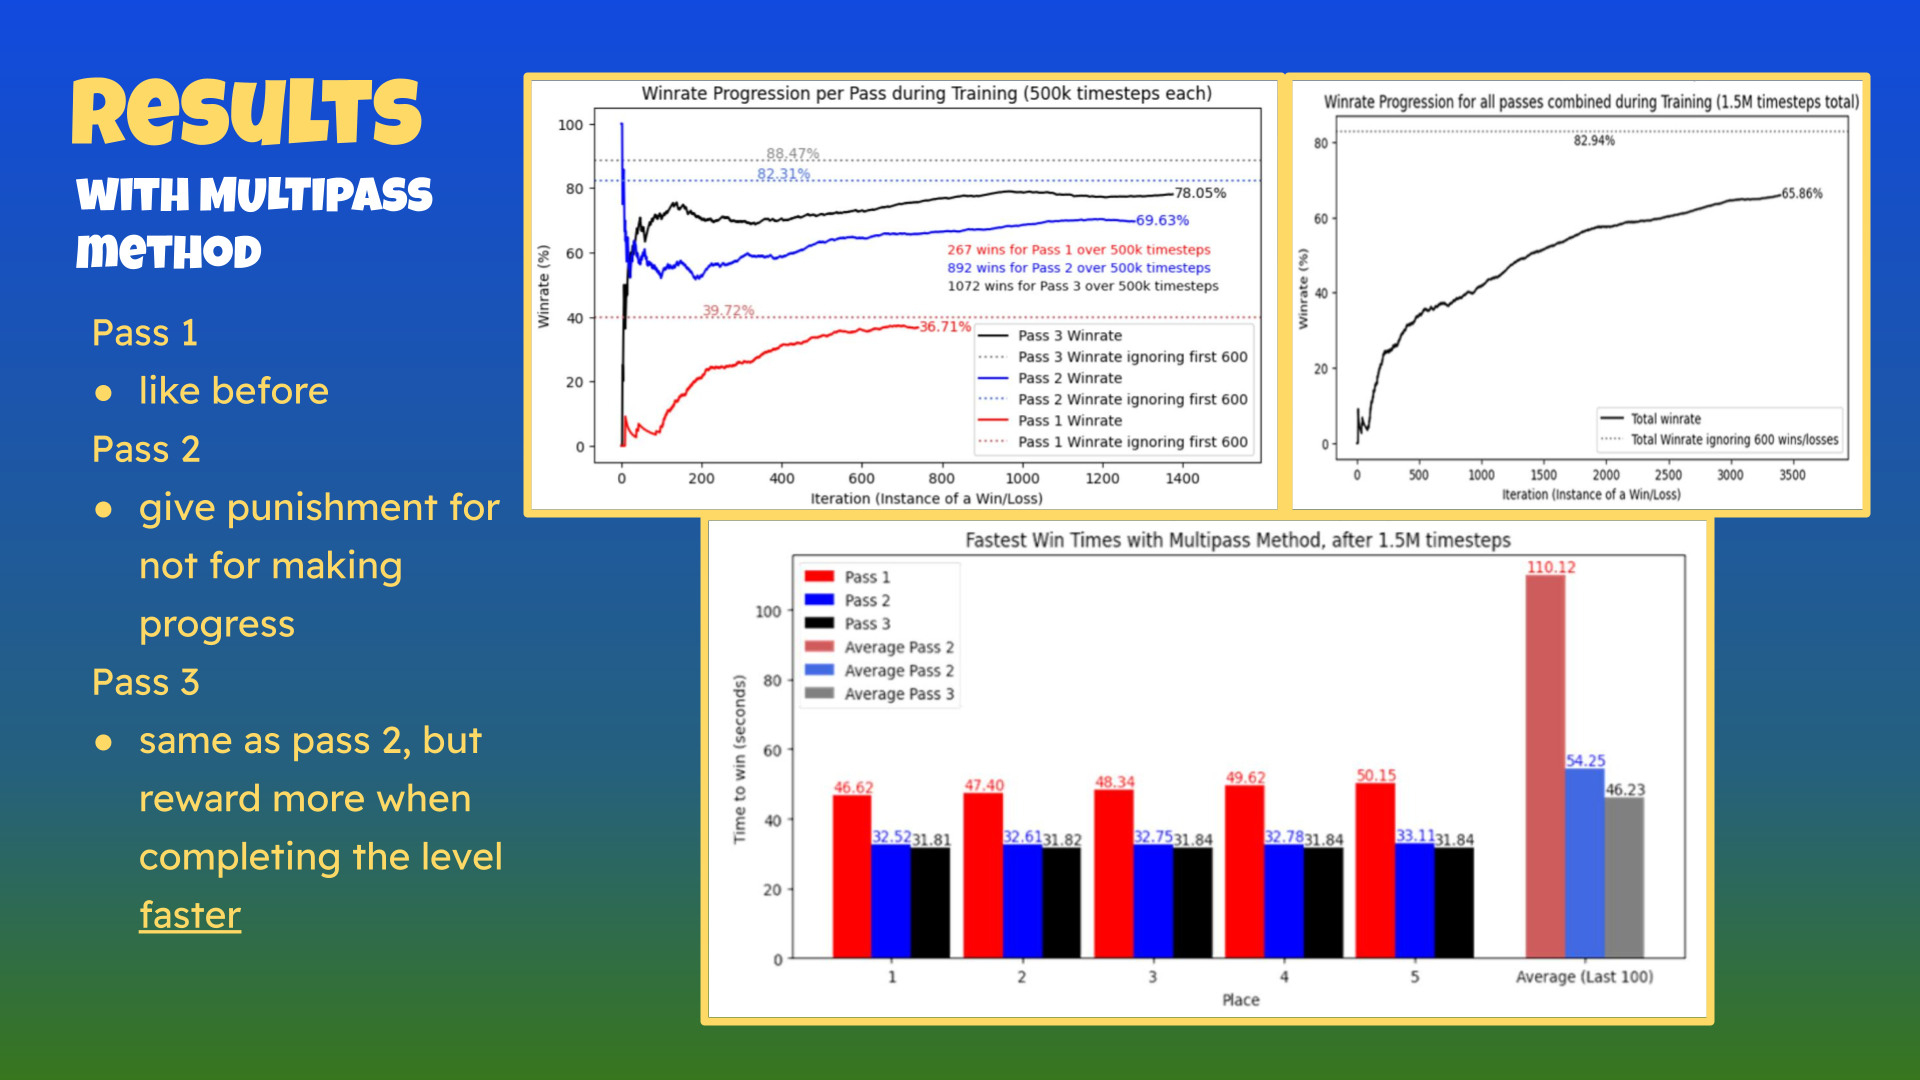 Results
with Multipass
method
Pass 1
● like before
Pass 2
● give punishment for
not for making
progress
Pass 3
● same as pass 2, but
reward more when
completing the level
faster
Winrate Progression per Pass during Training (500k timesteps each)
100
80
60
40
20
0
Winrate (%)
88.47%
82.31%
78.05%
69.63%
267 wins for Pass 1 over 500k timesteps
892 wins for Pass 2 over 500k timesteps
1072 wins for Pass 3 over 500k timesteps
39.72%
36.71%
Pass 3 Winrate
Pass 3 Winrate ignoring first 600
Pass 2 Winrate
Pass 2 Winrate ignoring first 600
Pass 1 Winrate
Pass 1 Winrate ignoring first 600
0 200 400 600 800 1000 1200 1400
Iteration (Instance of a Win/Loss)
Winrate Progression for all passes combined during Training (1.5M timesteps total)
80
60
40
20
0
Winrate (%)
82.94%
65.86%
Total winrate
Total Winrate ignoring 600 wins/losses
0 500 1000 1500 2000 2500 3000 3500
Iteration (Instance of a Win/Loss)
Fastest Win Times with Multipass Method, after 1.5M timesteps
100
80
60
40
20
0
Time to win (seconds)
Pass 1
Pass 2
Pass 3
Average Pass 2
Average Pass 2
Average Pass 3
46.62 32.52 31.81
47.40 32.61 31.82
48.34 32.75 31.84
49.62 32.78 31.84
50.15 33.11 31.84
110.12 54.25 46.23
1 2 3 4 5 Average (Last 100)
Place